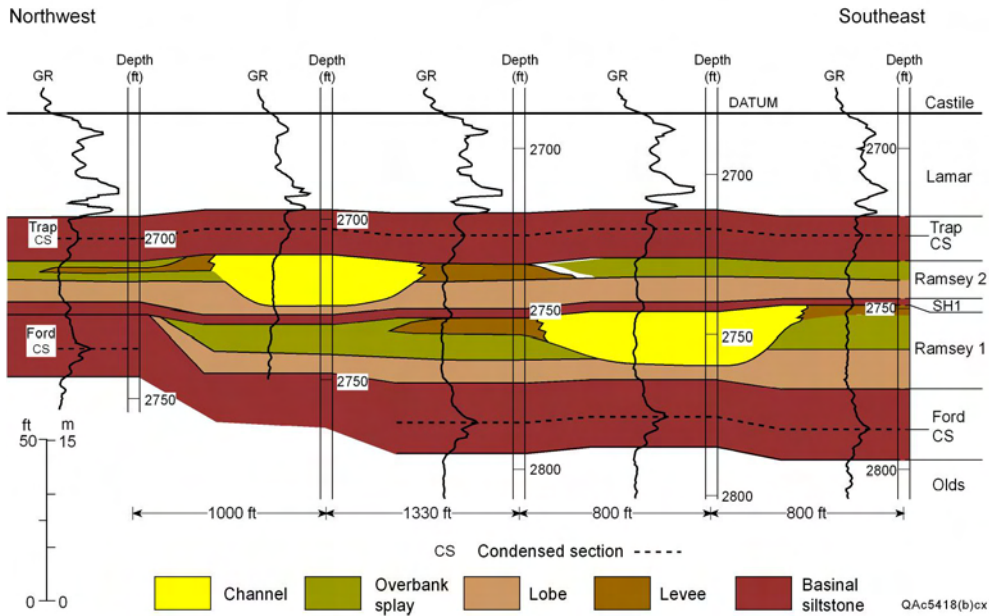 Northwest
Southeast
GR
Depth
(ft)
GR
Depth
(ft)
GR
Depth
(ft)
GR
Depth
(ft)
GR
Depth
(ft)
DATUM
Castile
2700
2700
2700
Lamar
Trap
CS
2700
2700
Trap
CS
Ramsey 2
2750
2750
SH1
Ford
CS
2750
Ramsey 1
2750
2750
Ford
CS
ft m
50 15
2800
2800
2800
Olds
1000 ft
1330 ft
800 ft
800 ft
CS Condensed section
0 0
Channel
Overbank
splay
Lobe
Levee
Basinal
siltstone
QAc5418(b)cx